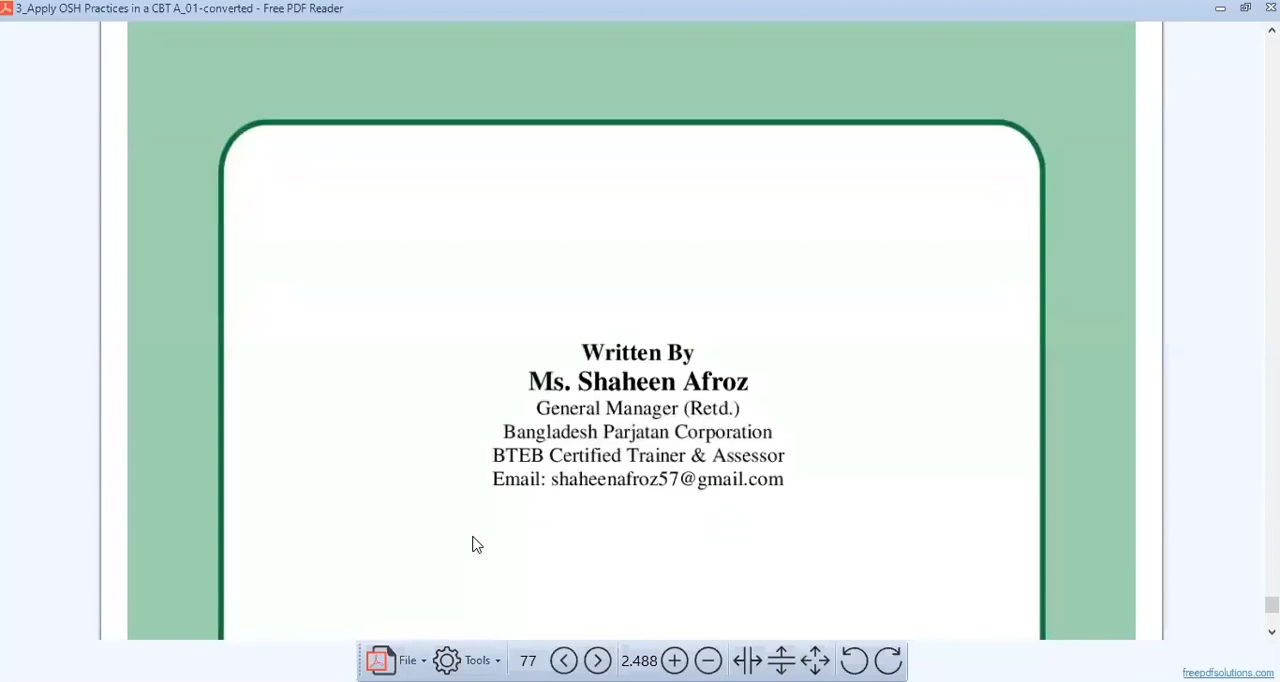 3_Apply OSH Practices in a CBT A_01-converted - Free PDF Reader
Written By
Ms. Shaheen Afroz
General Manager (Retd.)
Bangladesh Parjatan Corporation
BTEB Certified Trainer & Assessor
Email: shaheenafroz57@gmail.com
File Tools 77 2.488
freepdfsolutions.com